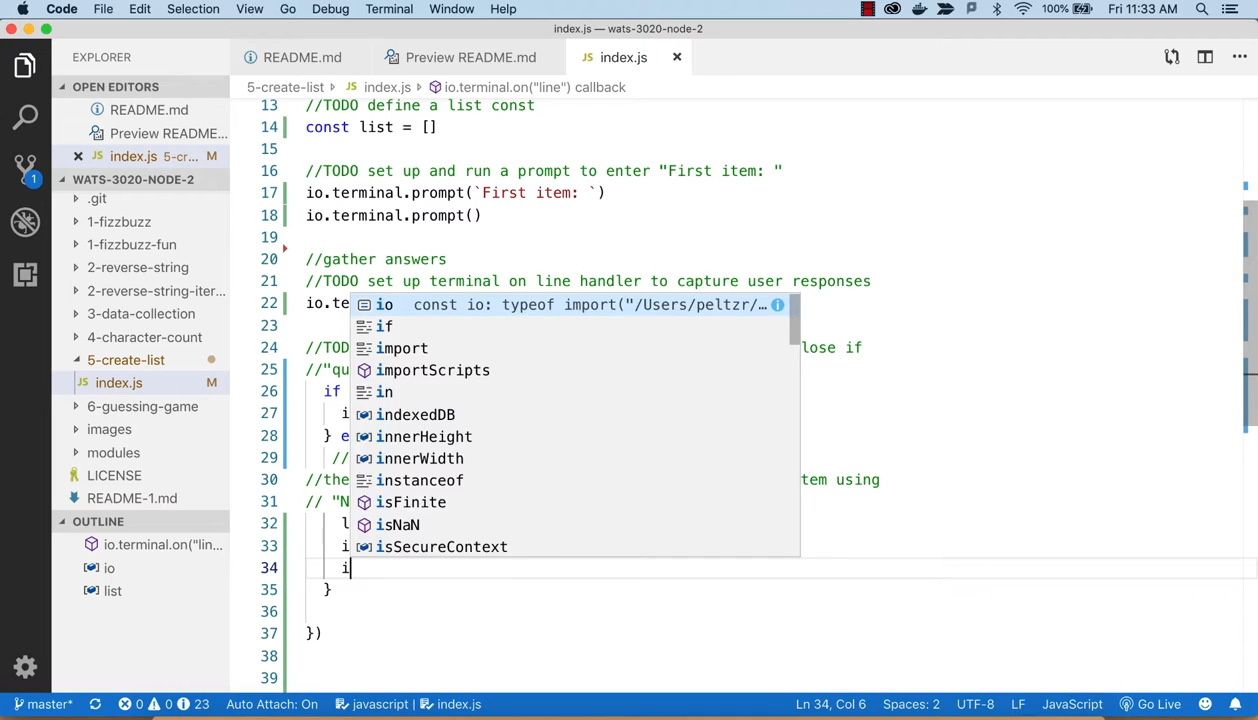 Code File Edit Selection View Go Debug Terminal Window Help 100% Fri 11:33 AM
index.js — wats-3020-node-2
EXPLORER
README.md Preview README.md JS index.js
OPEN EDITORS
5-create-list JS index.js io.terminal.on("line") callback
README.md
Preview README...
JS index.js 5-cr... M
WATS-3020-NODE-2
.git
1-fizzbuzz
1-fizzbuzz-fun
2-reverse-string
2-reverse-string-iter...
3-data-collection
4-character-count
5-create-list
JS index.js M
6-guessing-game
images
modules
LICENSE
README-1.md
OUTLINE
io.terminal.on("lin...
io
list
13 //TODO define a list const
14 const list = []
15
16 //TODO set up and run a prompt to enter "First item: "
17 io.terminal.prompt(`First item: `)
18 io.terminal.prompt()
19
20 //gather answers
21 //TODO set up terminal on line handler to capture user responses
22 io.te
23
24 //TOD lose if
25 //"qu
26 if
27 i
28 } e
29 //
30 //the tem using
31 // "N
32 l
33 i
34 i
35 }
36
37 })
38
39
io const io: typeof import("/Users/peltzr/…
if
import
importScripts
in
indexedDB
innerHeight
innerWidth
instanceof
isFinite
isNaN
isSecureContext
1
master* 0 0 23 Auto Attach: On javascript | index.js Ln 34, Col 6 Spaces: 2 UTF-8 LF JavaScript Go Live